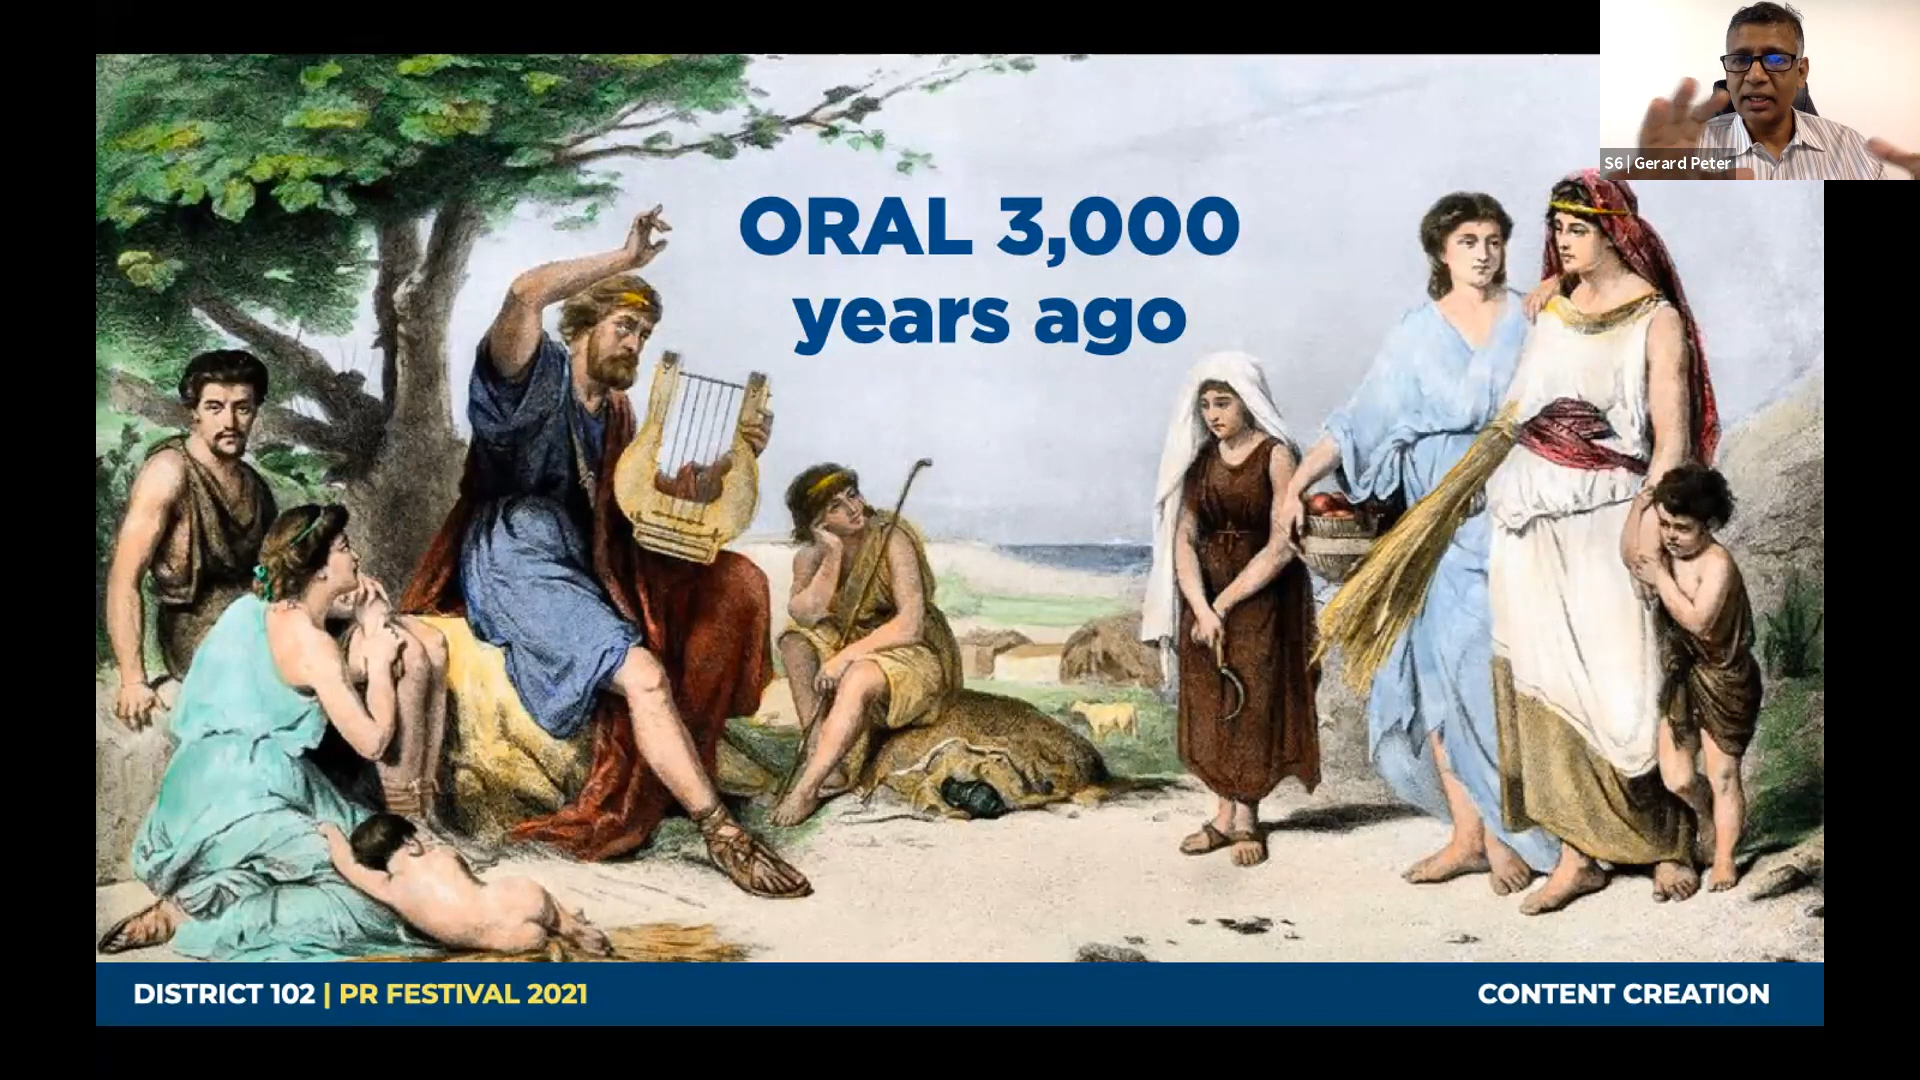 S6 | Gerard Peter
ORAL 3,000
years ago
DISTRICT 102 | PR FESTIVAL 2021
CONTENT CREATION